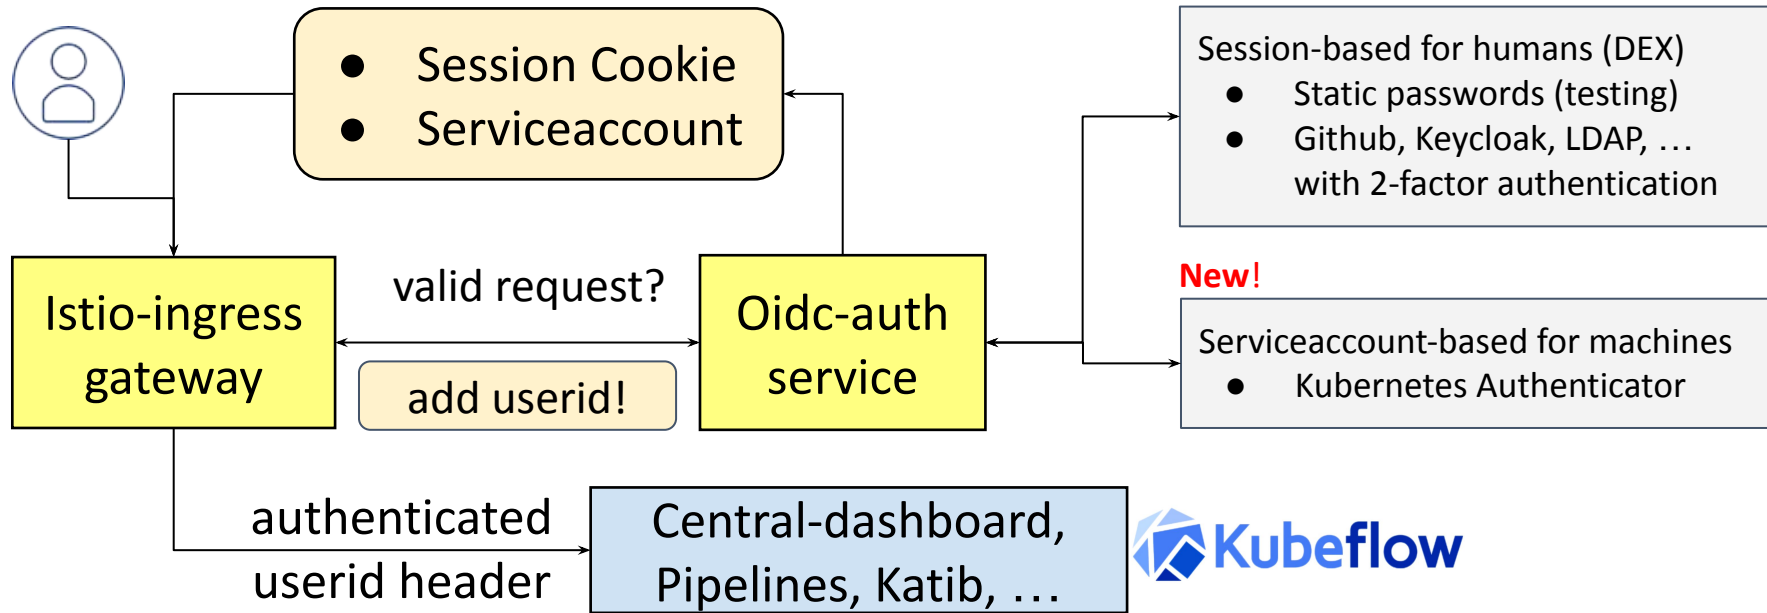 ● Session Cookie
● Serviceaccount
Session-based for humans (DEX)
● Static passwords (testing)
● Github, Keycloak, LDAP, …
with 2-factor authentication
Istio-ingress
gateway
valid request?
add userid!
Oidc-auth
service
New!
Serviceaccount-based for machines
● Kubernetes Authenticator
authenticated
userid header
Central-dashboard,
Pipelines, Katib, …
Kubeflow